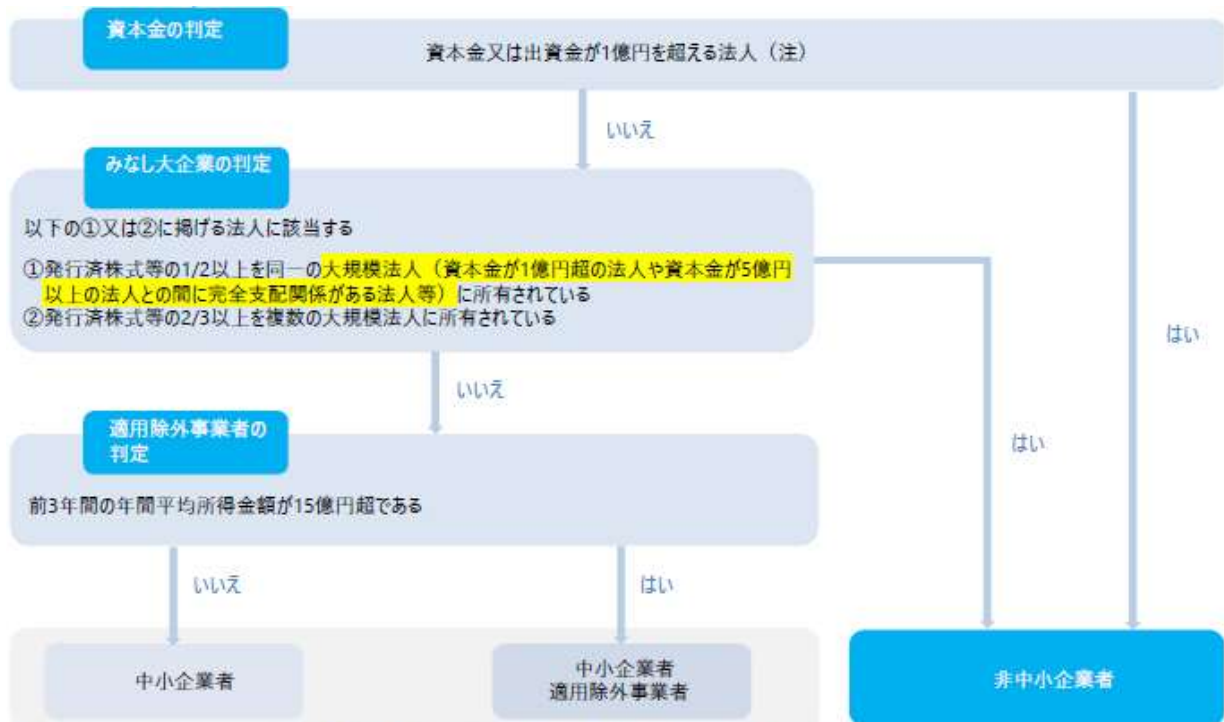 資本金の判定
資本金又は出資金が1億円を超える法人（注）
いいえ
みなし大企業の判定
以下の①又は②に掲げる法人に該当する
①発行済株式等の1/2以上を同一の大規模法人（資本金が1億円超の法人や資本金が5億円
以上の法人との間に完全支配関係がある法人等）に所有されている
②発行済株式等の2/3以上を複数の大規模法人に所有されている
はい
いいえ
適用除外事業者の
判定
はい
前3年間の年間平均所得金額が15億円超である
いいえ
はい
中小企業者
中小企業者
適用除外事業者
非中小企業者